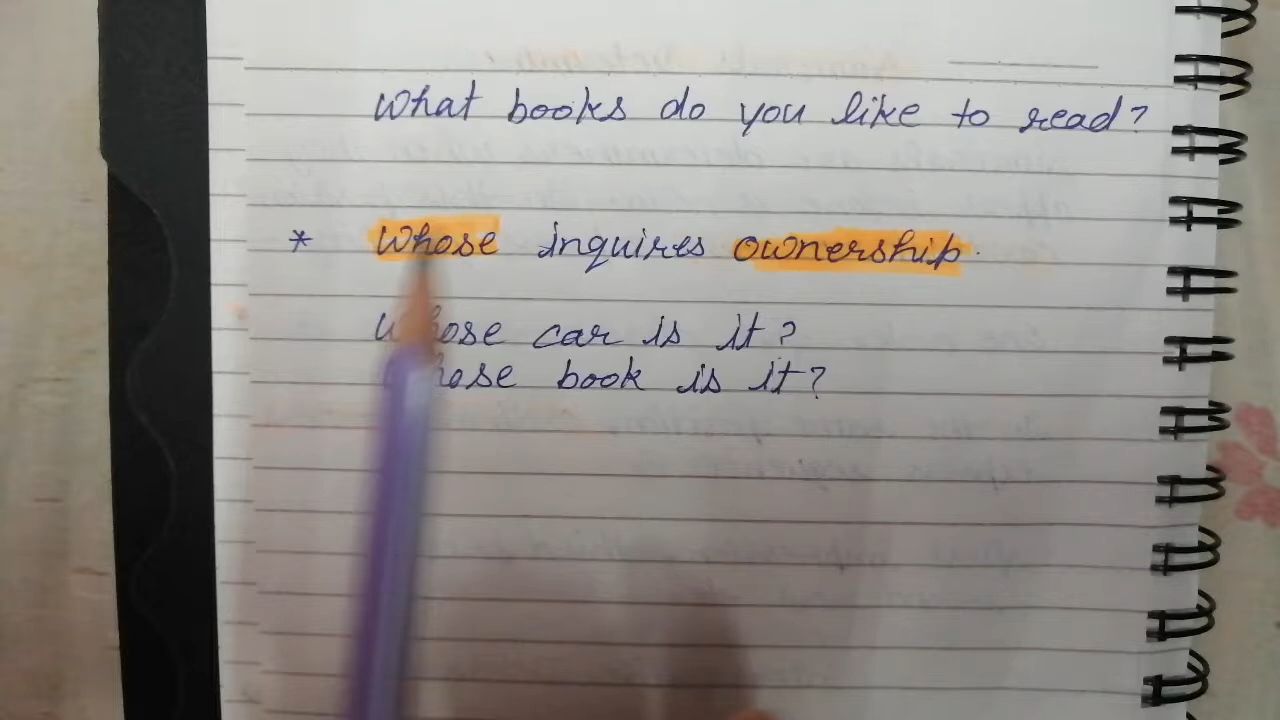 What books do you like to read?
* Whose inquires ownership.
Whose car is it?
Whose book is it?